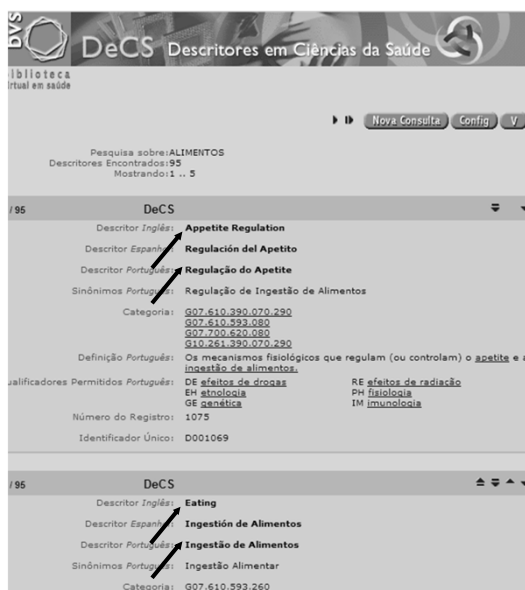 bvs
DeCS Descritores em Ciências da Saúde
iblioteca
irtual em saúde
Nova Consulta Config V
Pesquisa sobre: ALIMENTOS
Descritores Encontrados: 95
Mostrando: 1 .. 5
/ 95 DeCS
Descritor Inglês: Appetite Regulation
Descritor Espanhol: Regulación del Apetito
Descritor Português: Regulação do Apetite
Sinônimos Português: Regulação de Ingestão de Alimentos
Categoria: G07.610.390.070.290
G07.610.593.080
G07.700.620.080
G10.261.390.070.290
Definição Português: Os mecanismos fisiológicos que regulam (ou controlam) o apetite e a
ingestão de alimentos.
ualificadores Permitidos Português: DE efeitos de drogas RE efeitos de radiação
EH etnologia PH fisiologia
GE genética IM imunologia
Número do Registro: 1075
Identificador Único: D001069
/ 95 DeCS
Descritor Inglês: Eating
Descritor Espanhol: Ingestión de Alimentos
Descritor Português: Ingestão de Alimentos
Sinônimos Português: Ingestão Alimentar
Categoria: G07.610.593.260